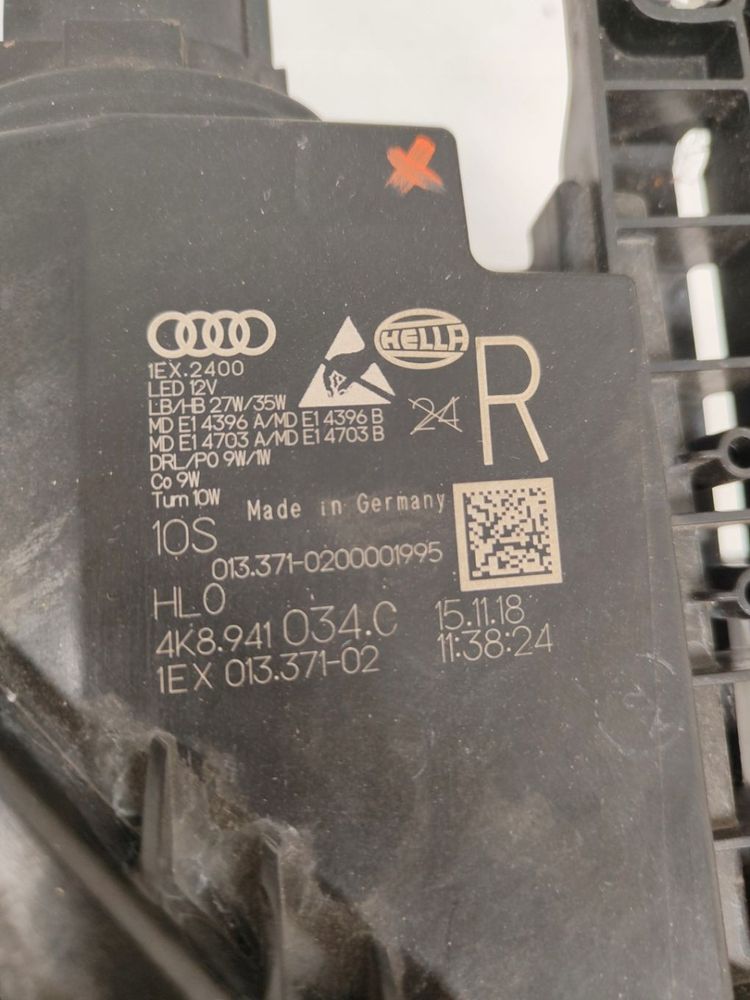 HELLA
1EX.2400
LED 12V
LB/HB 27W/35W
MD E1 4396 A/MD E1 4396 B
MD E1 4703 A/MD E1 4703 B
DRL/PO 9W/1W
Co 9W
Turn 10W
24
R
10S
Made in Germany
013.371-0200001995
HL0
4K8.941 034.C
15.11.18
1EX 013.371-02
11:38:24